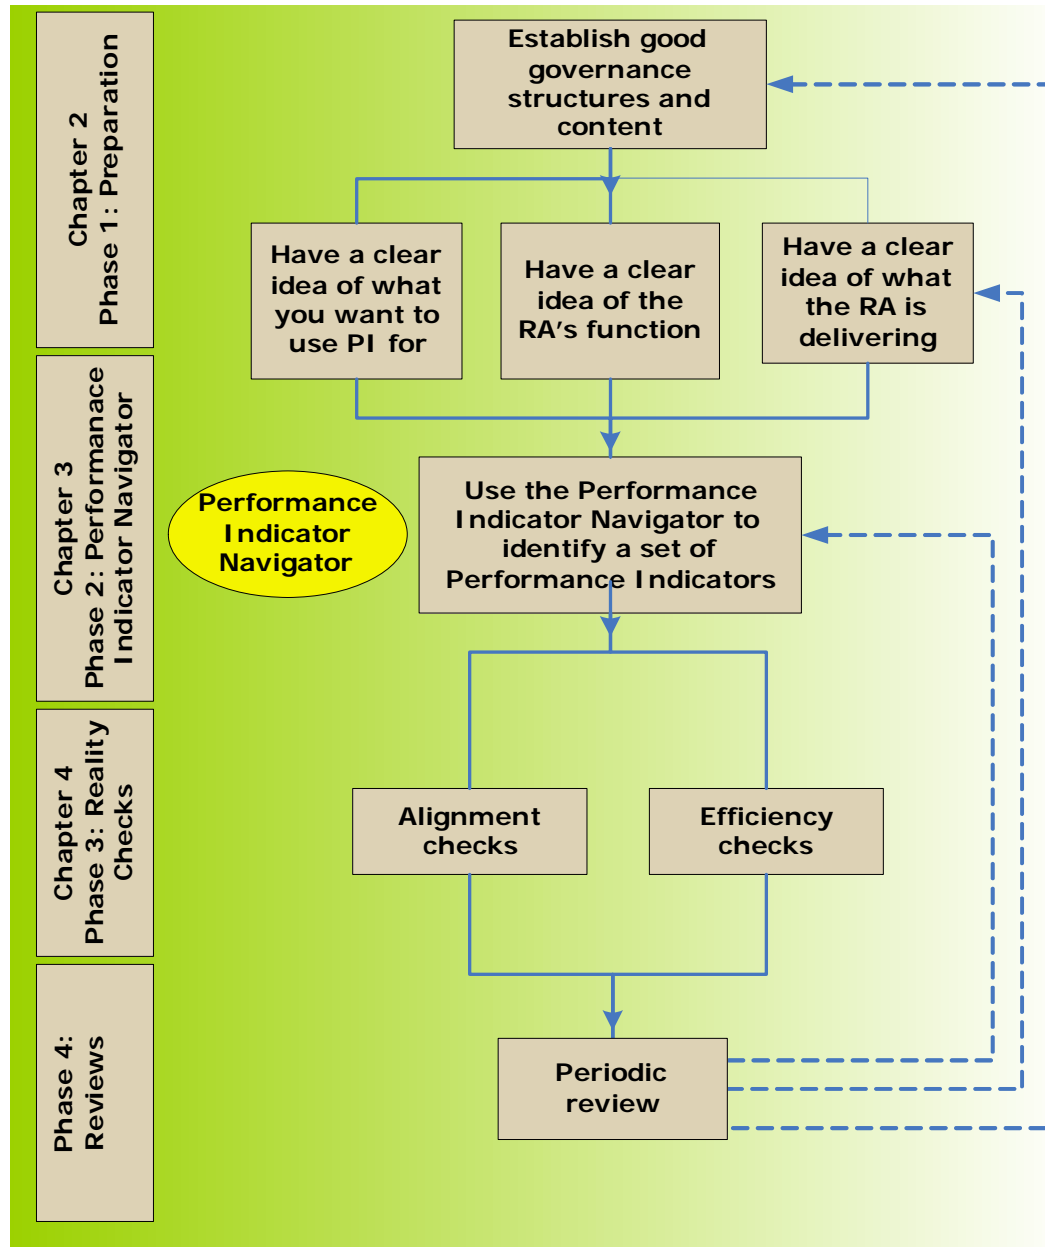 Chapter 2
Phase 1: Preparation
Establish good
governance
structures and
content
Have a clear
idea of what
you want to
use PI for
Have a clear
idea of the
RA's function
Have a clear
idea of what
the RA is
delivering
Chapter 3
Phase 2: Performanace
Indicator Navigator
Performance
Indicator
Navigator
Use the Performance
Indicator Navigator to
identify a set of
Performance Indicators
Chapter 4
Phase 3: Reality
Checks
Alignment
checks
Efficiency
checks
Phase 4:
Reviews
Periodic
review